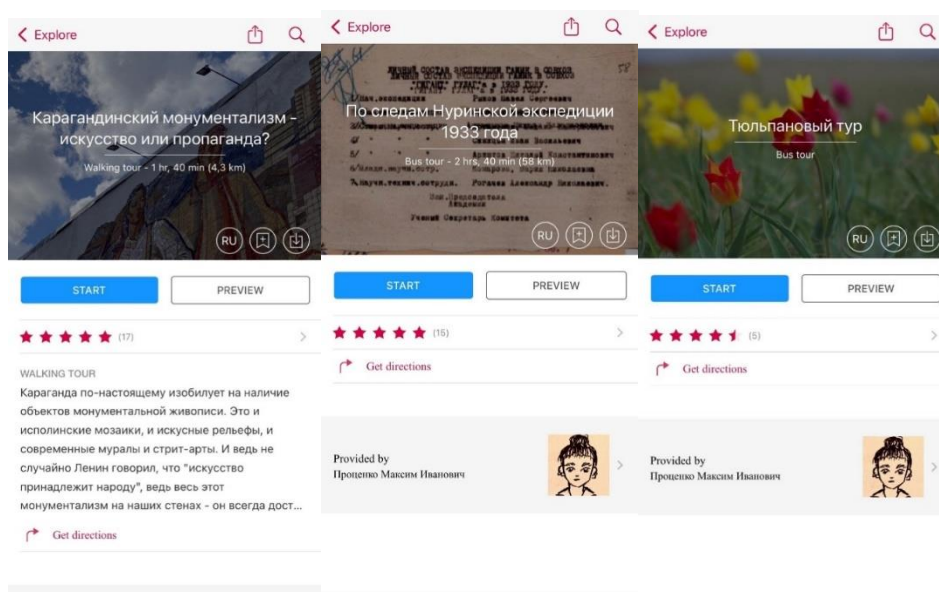 Explore
Карагандинский монументализм -
искусство или пропаганда?
Walking tour - 1 hr, 40 min (4,3 km)
RU
START
PREVIEW
(17)
WALKING TOUR
Караганда по-настоящему изобилует на наличие
объектов монументальной живописи. Это и
исполинские мозаики, и искусные рельефы, и
современные муралы и стрит-арты. И ведь не
случайно Ленин говорил, что "искусство
принадлежит народу", ведь весь этот
монументализм на наших стенах - он всегда дост...
Get directions
Explore
58
По следам Нуринской экспедиции
1933 года
Bus tour - 2 hrs, 40 min (58 km)
Ученый Секретарь Комитета
RU
START
PREVIEW
(15)
Get directions
Provided by
Проценко Максим Иванович
Explore
Тюльпановый тур
Bus tour
RU
START
PREVIEW
(5)
Get directions
Provided by
Проценко Максим Иванович